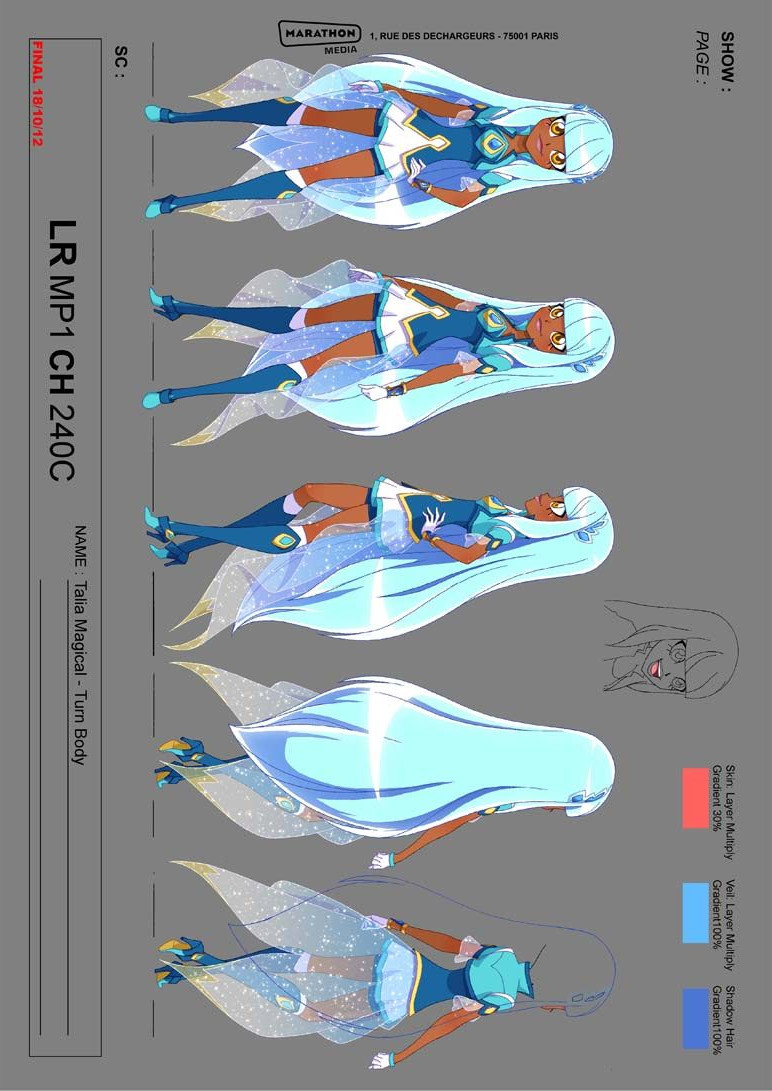 MARATHON
MEDIA
1, RUE DES DECHARGEURS - 75001 PARIS
SHOW :
PAGE :
SC :
Skin: Layer Multiply
Gradient 30%
Veil: Layer Multiply
Gradient100%
Shadow Hair
Gradient100%
NAME : Talia Magical - Turn Body
LR MP1 CH 240C
FINAL 18/10/12